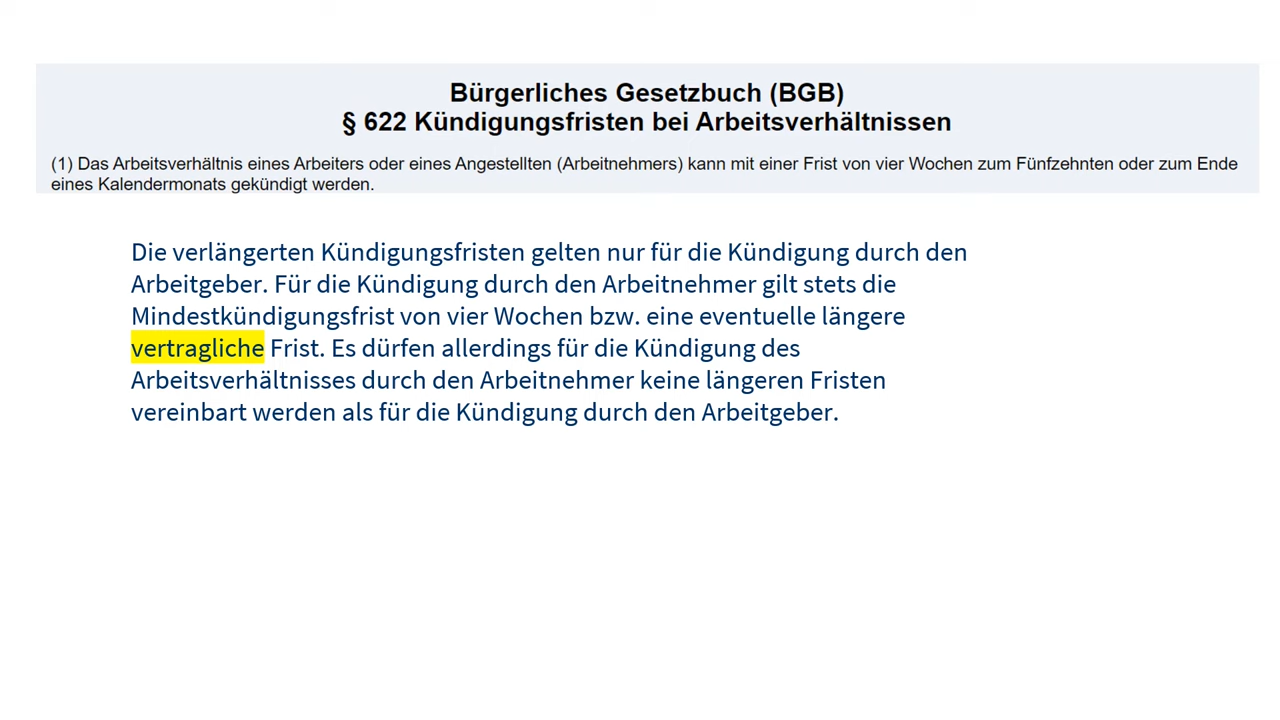 Bürgerliches Gesetzbuch (BGB)
§ 622 Kündigungsfristen bei Arbeitsverhältnissen
(1) Das Arbeitsverhältnis eines Arbeiters oder eines Angestellten (Arbeitnehmers) kann mit einer Frist von vier Wochen zum Fünfzehnten oder zum Ende
eines Kalendermonats gekündigt werden.
Die verlängerten Kündigungsfristen gelten nur für die Kündigung durch den
Arbeitgeber. Für die Kündigung durch den Arbeitnehmer gilt stets die
Mindestkündigungsfrist von vier Wochen bzw. eine eventuelle längere
vertragliche Frist. Es dürfen allerdings für die Kündigung des
Arbeitsverhältnisses durch den Arbeitnehmer keine längeren Fristen
vereinbart werden als für die Kündigung durch den Arbeitgeber.